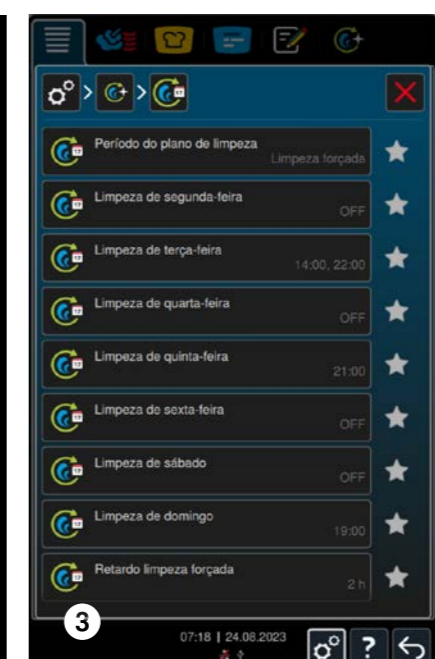 > >
Período do plano de limpeza
Limpeza forçada
Limpeza de segunda-feira
OFF
Limpeza de terça-feira
14:00, 22:00
Limpeza de quarta-feira
OFF
Limpeza de quinta-feira
21:00
Limpeza de sexta-feira
OFF
Limpeza de sábado
OFF
Limpeza de domingo
19:00
Retardo limpeza forçada
2 h
3
07:18 | 24.08.2023
?